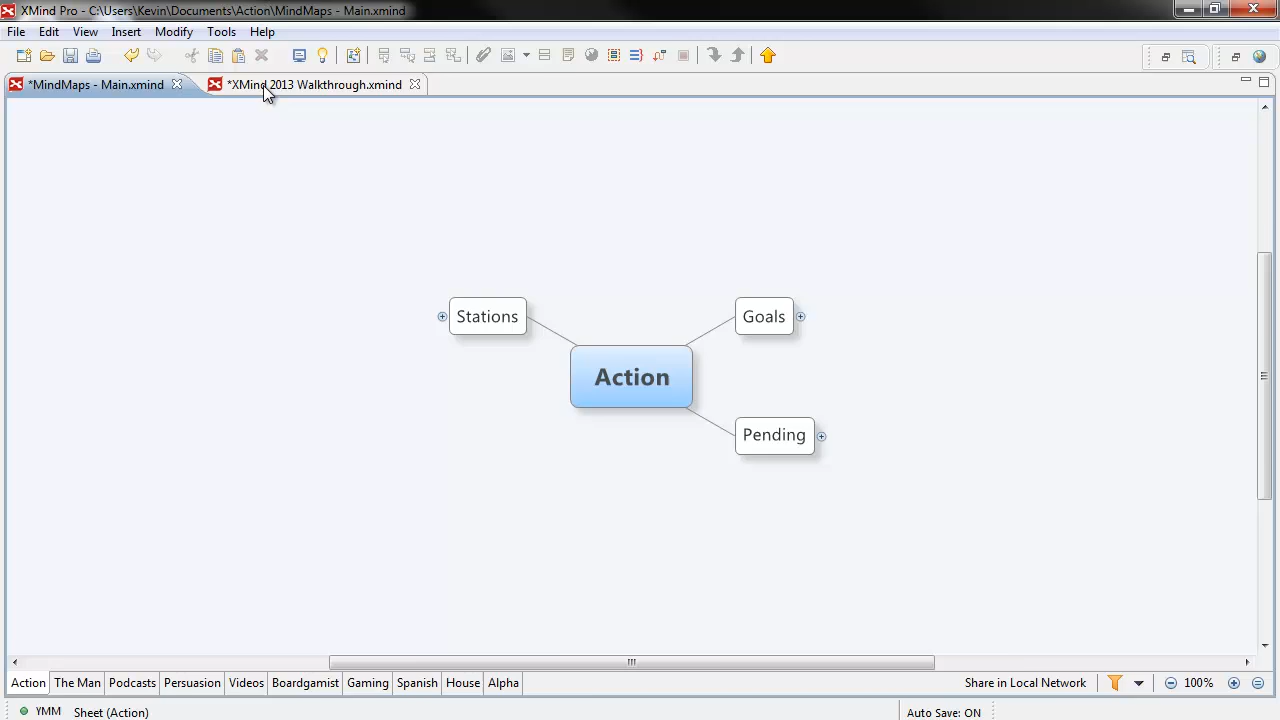 XMind Pro - C:\Users\Kevin\Documents\Action\MindMaps - Main.xmind
File Edit View Insert Modify Tools Help
*MindMaps - Main.xmind *XMind 2013 Walkthrough.xmind
Stations Goals
Action
Pending
Action The Man Podcasts Persuasion Videos Boardgamist Gaming Spanish House Alpha Share in Local Network 100%
YMM Sheet (Action) Auto Save: ON